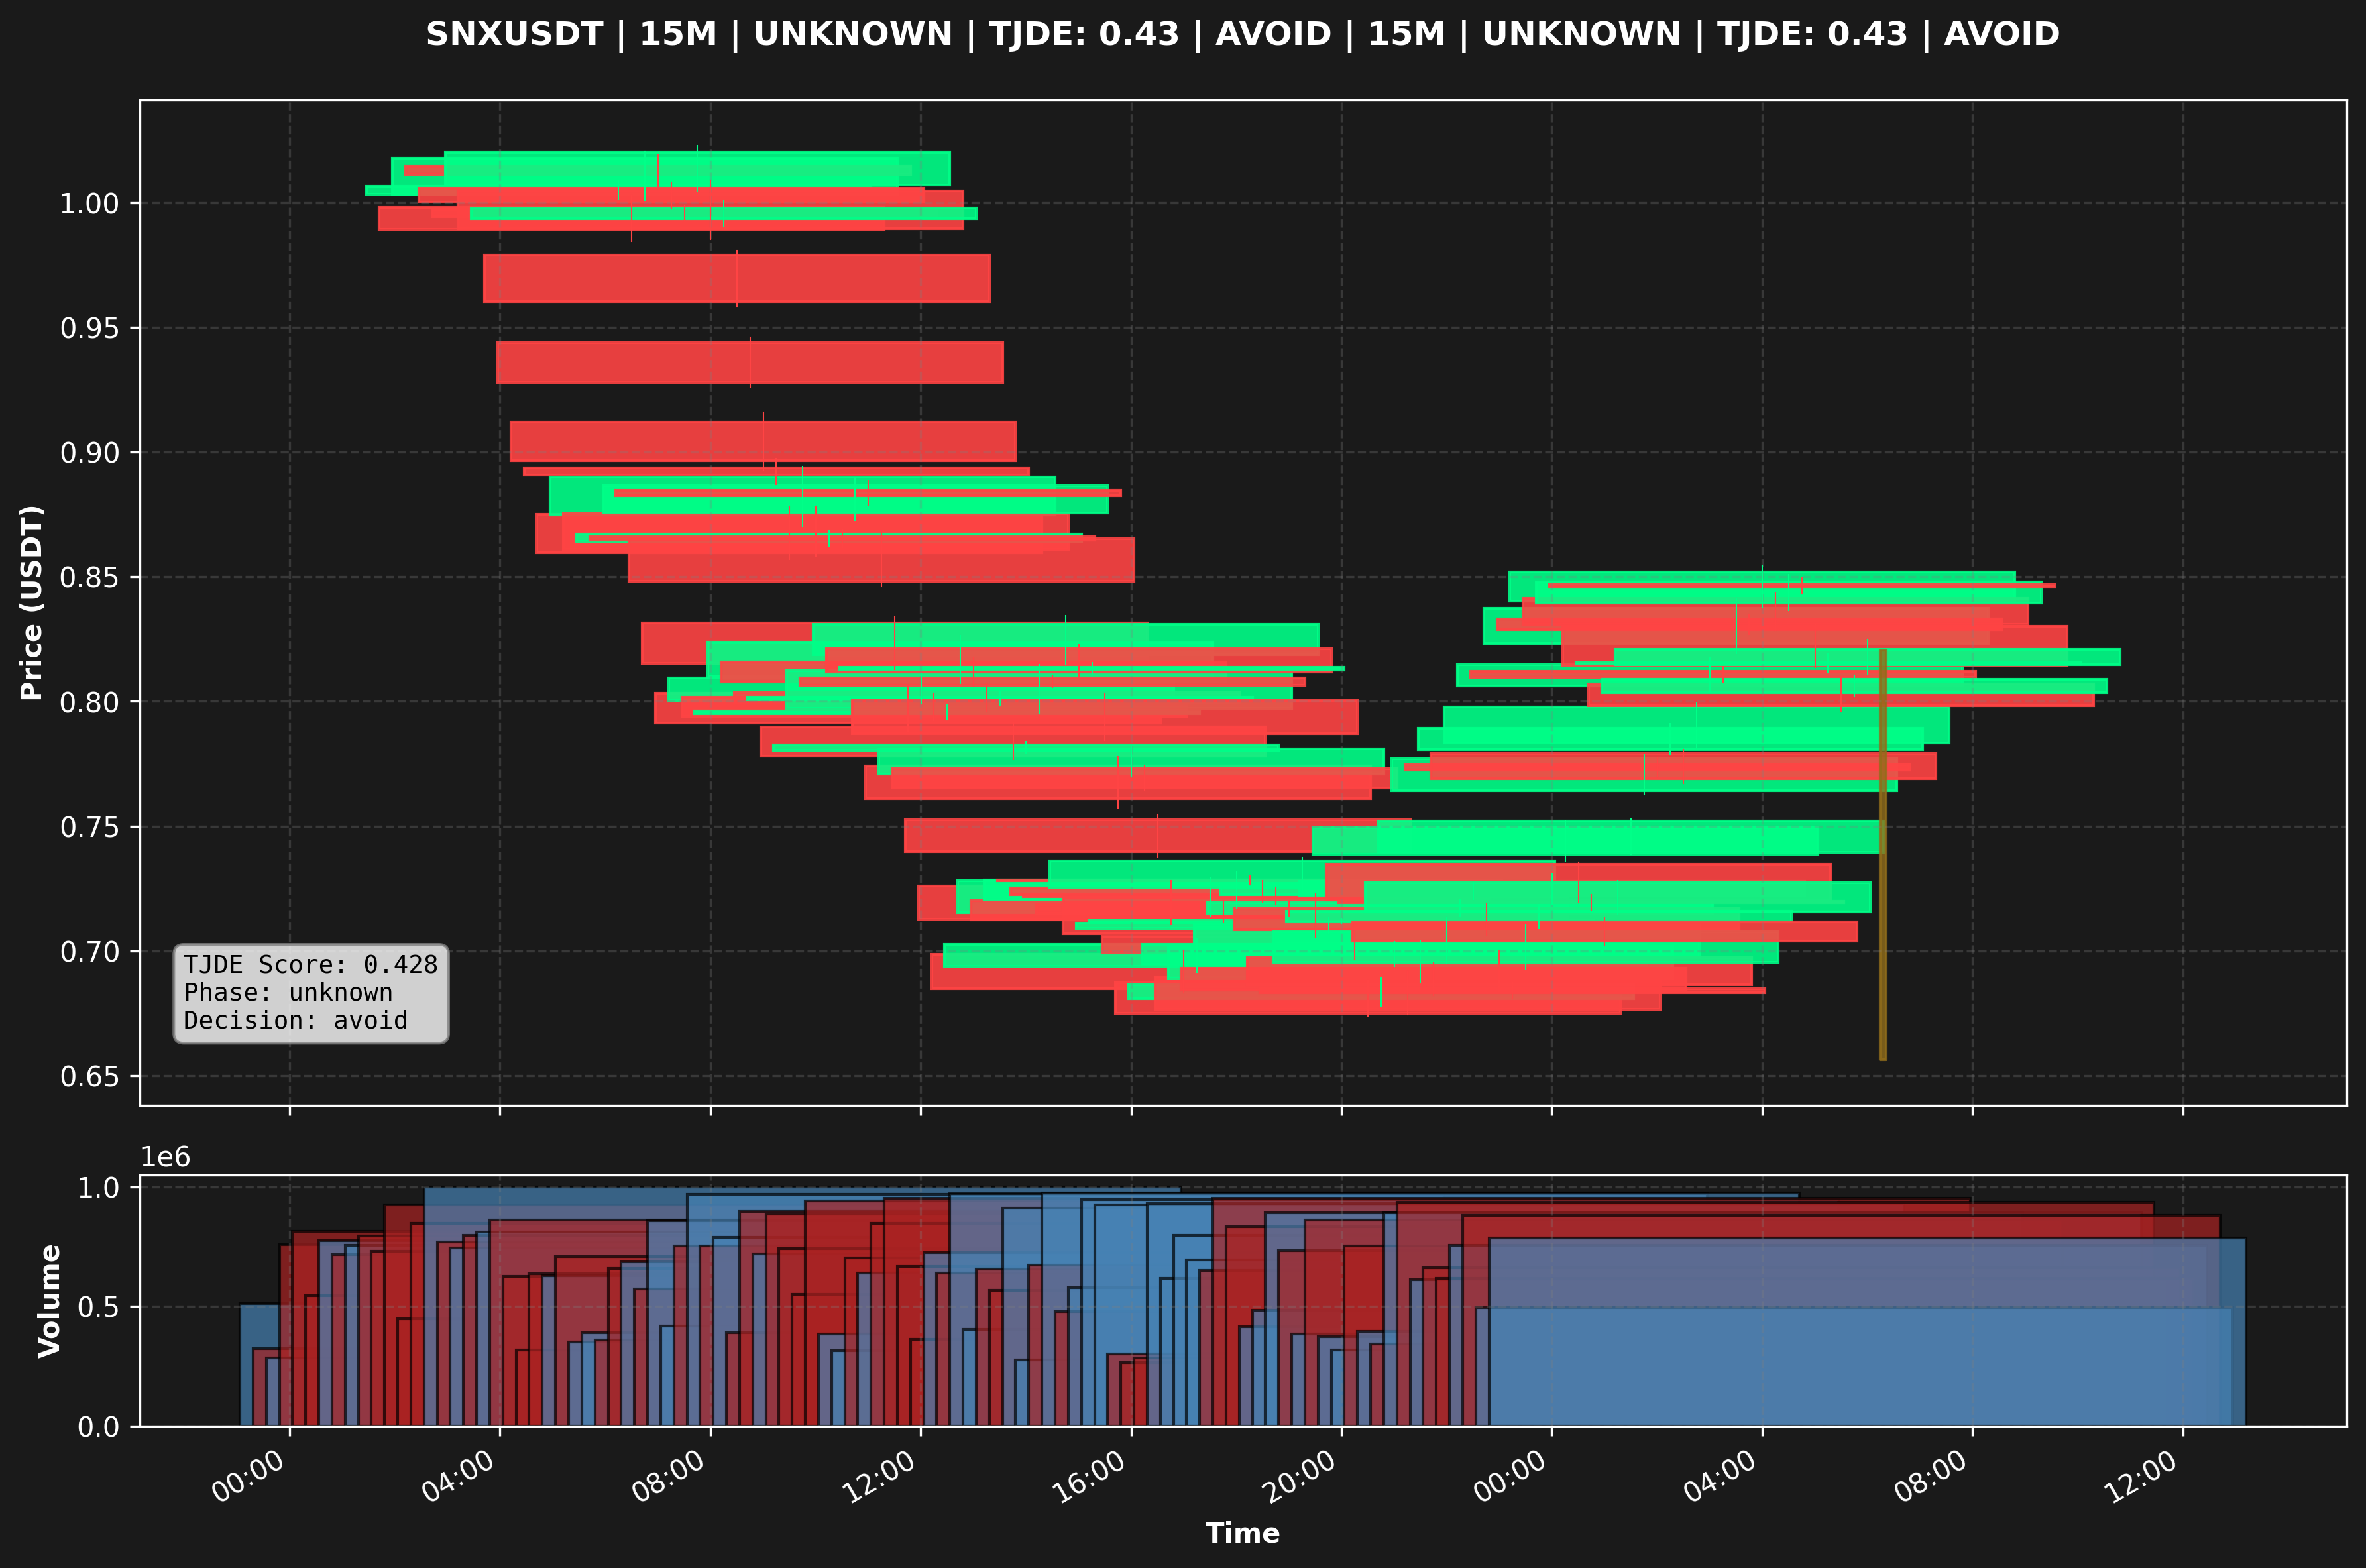 SNXUSDT | 15M | UNKNOWN | TJDE: 0.43 | AVOID | 15M | UNKNOWN | TJDE: 0.43 | AVOID
Price (USDT)
1.00
0.95
0.90
0.85
0.80
0.75
0.70
0.65
TJDE Score: 0.428
Phase: unknown
Decision: avoid
1e6
Volume
1.0
0.5
0.0
00:00
04:00
08:00
12:00
16:00
20:00
00:00
04:00
08:00
12:00
Time